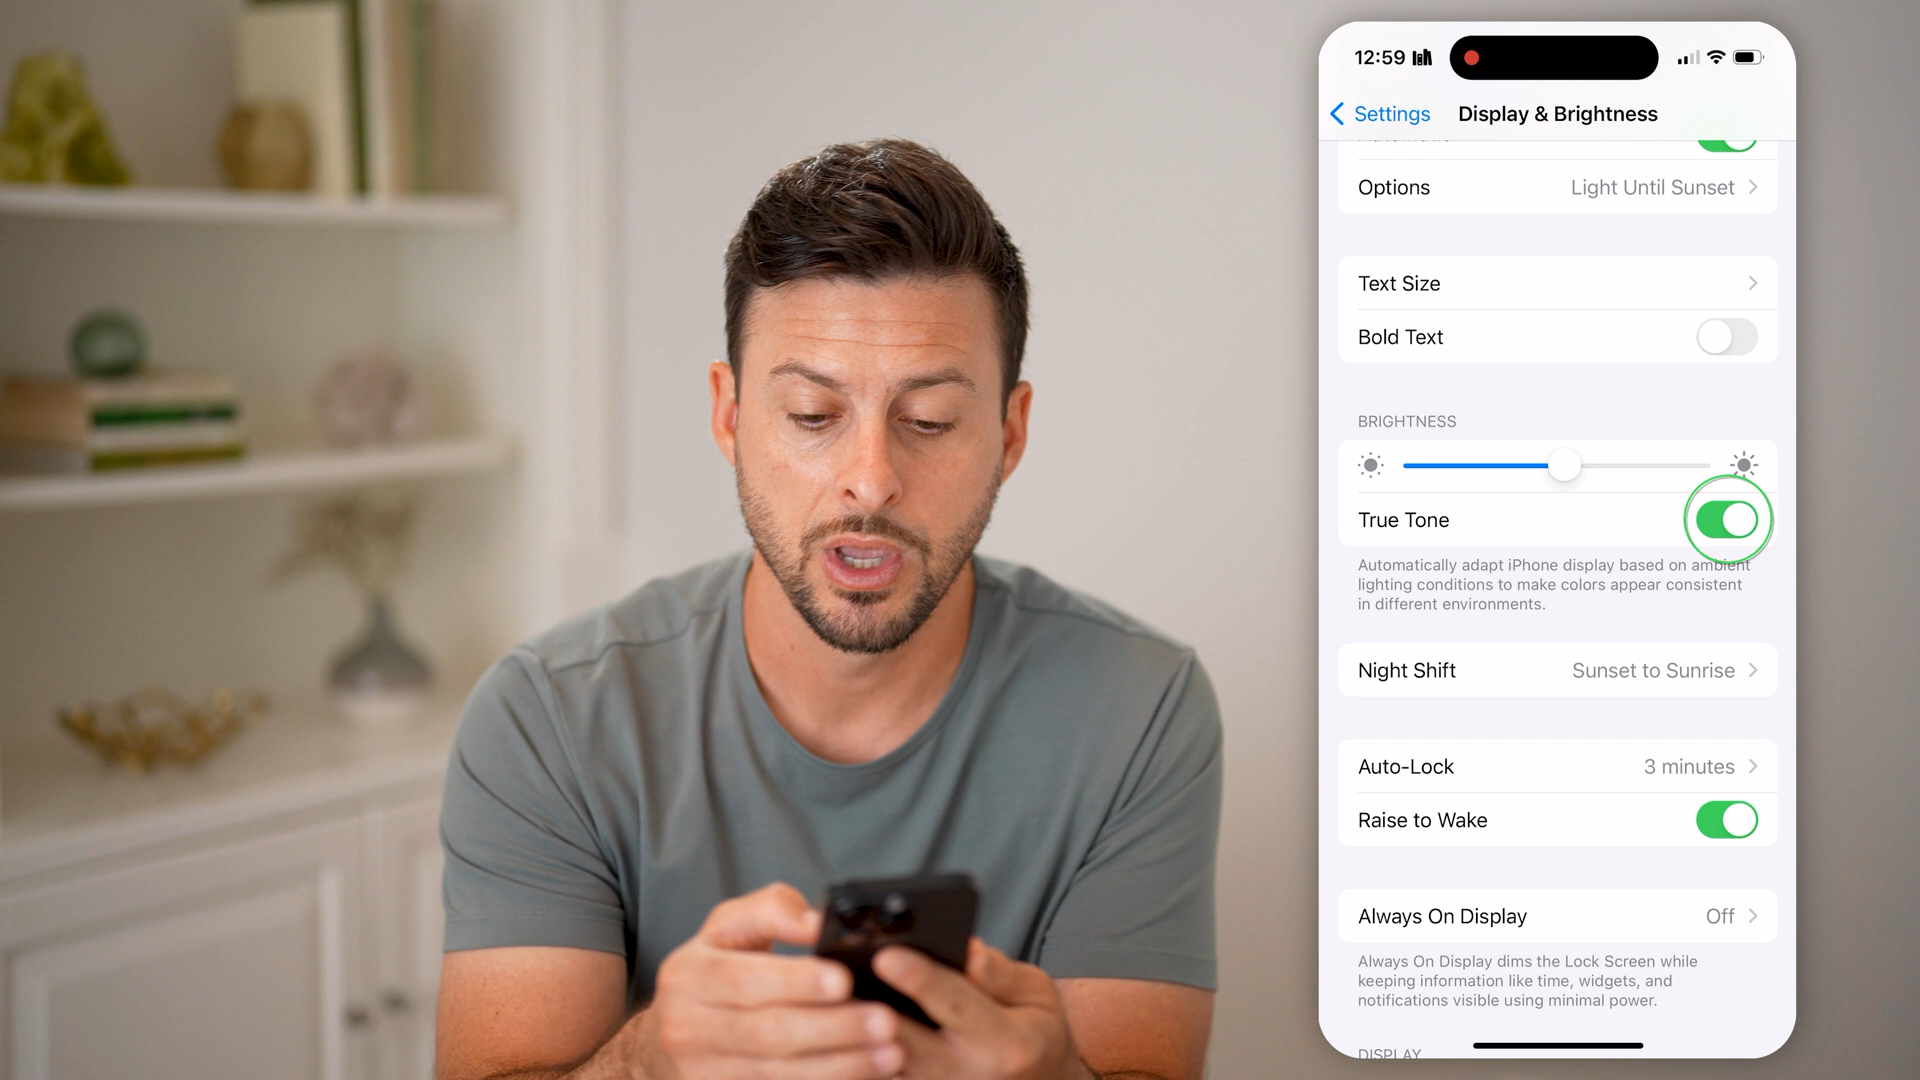 12:59
Settings
Display & Brightness
Options
Light Until Sunset
Text Size
Bold Text
BRIGHTNESS
True Tone
Automatically adapt iPhone display based on ambient
lighting conditions to make colors appear consistent
in different environments.
Night Shift
Sunset to Sunrise
Auto-Lock
3 minutes
Raise to Wake
Always On Display
Off
Always On Display dims the Lock Screen while
keeping information like time, widgets, and
notifications visible using minimal power.
DISPLAY